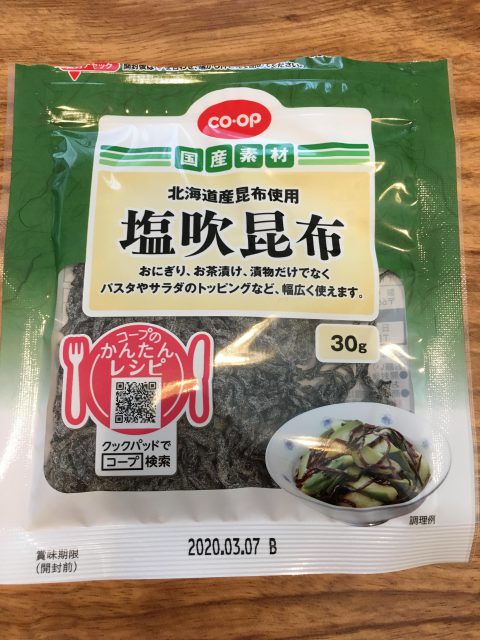 co・op
国産素材
北海道産昆布使用
塩吹昆布
おにぎり、お茶漬け、漬物だけでなく
パスタやサラダのトッピングなど、幅広く使えます。
コープの
かんたん
レシピ
30g
クックパッドで
コープ 検索
調理例
賞味期限
(開封前)
2020.03.07 B